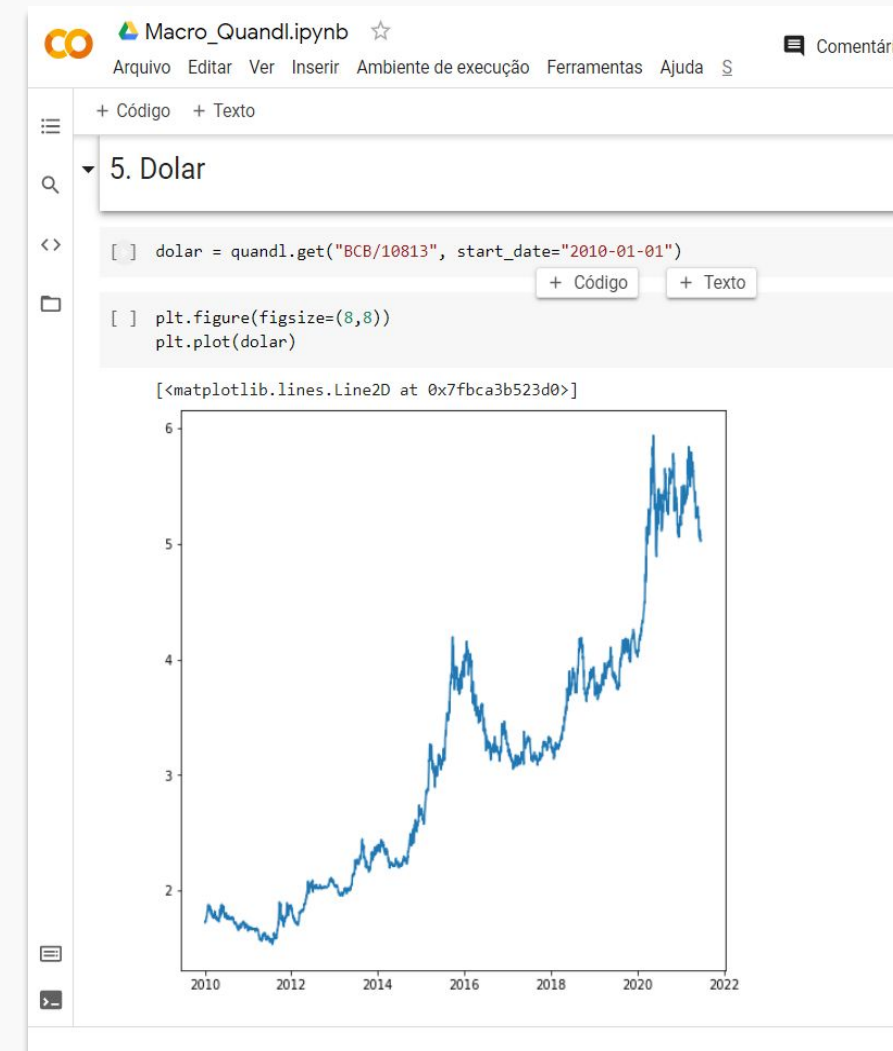 Macro_Quandl.ipynb
Arquivo Editar Ver Inserir Ambiente de execução Ferramentas Ajuda S
+ Código + Texto
5. Dolar
[ ] dolar = quandl.get("BCB/10813", start_date="2010-01-01")
+ Código + Texto
[ ] plt.figure(figsize=(8,8))
plt.plot(dolar)
[<matplotlib.lines.Line2D at 0x7fbca3b523d0>]
6
5
4
3
2
2010 2012 2014 2016 2018 2020 2022